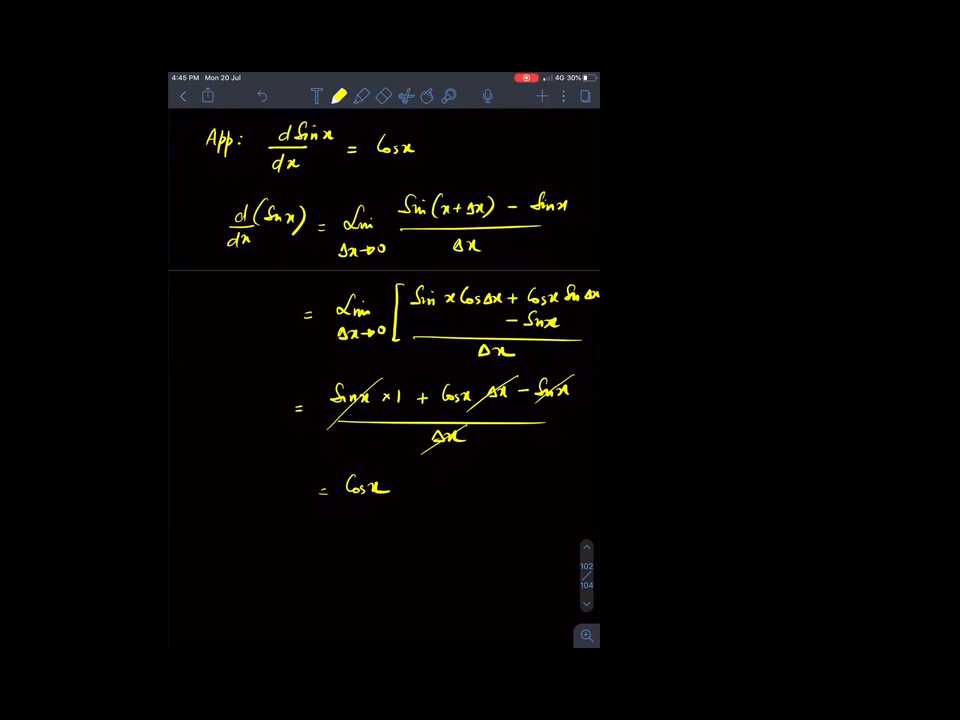 4:45 PM Mon 20 Jul 4G 30%
T
App: d Sin x / dx = Cos x
d/dx (Sin x) = Lim Δx→0 Sin(x + Δx) - Sin x / Δx
= Lim Δx→0 [ Sin x Cos Δx + Cos x Sin Δx
- Sin x
Δx
= Sin x × 1 + Cos x Δx - Sin x
Δx
= Cos x
102
104